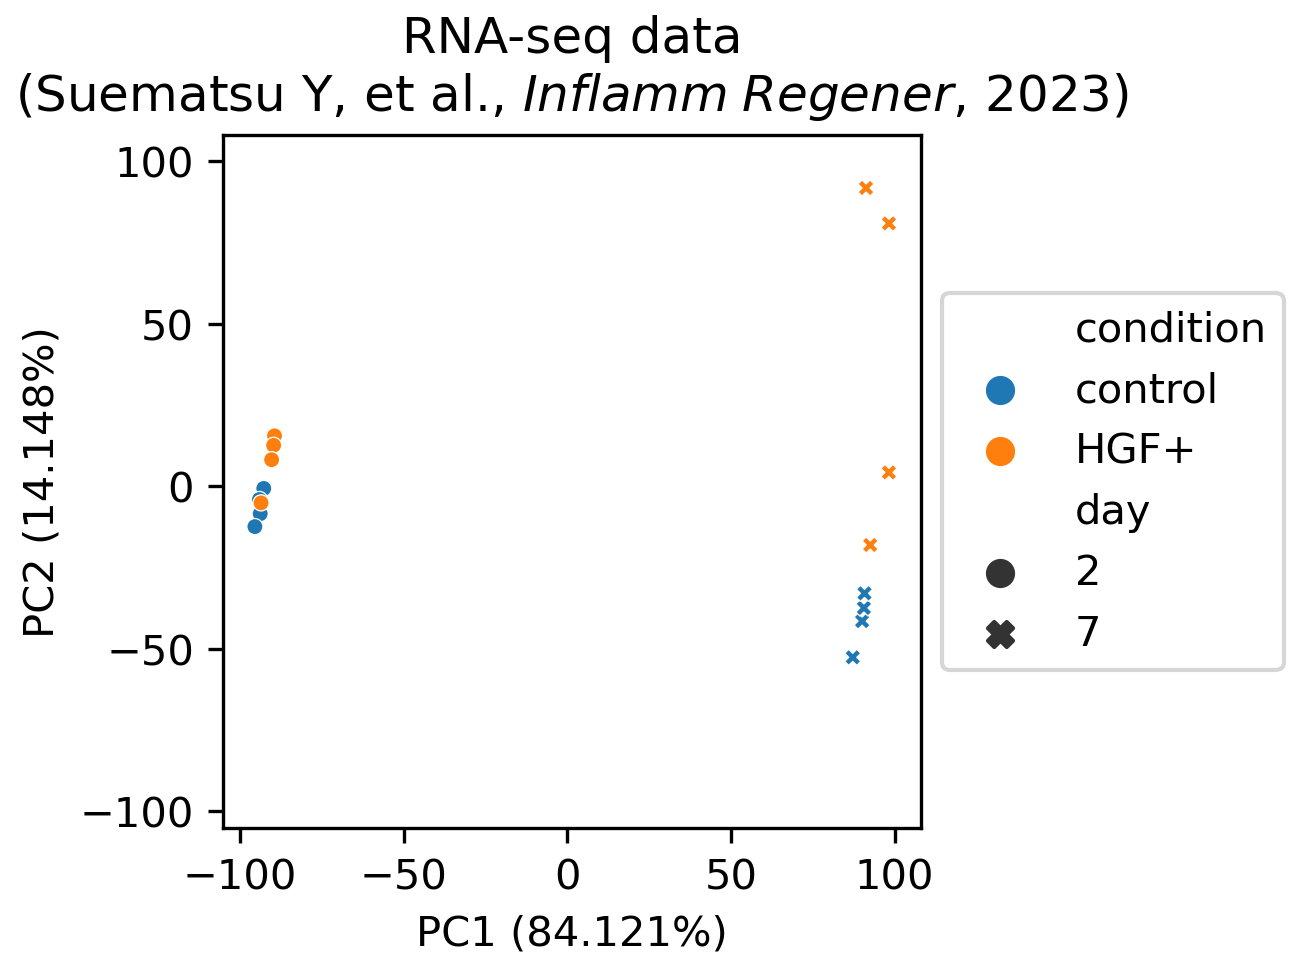 RNA-seq data
(Suematsu Y, et al., Inflamm Regener, 2023)
100
50
0
−50
−100
PC2 (14.148%)
−100
−50
0
50
100
PC1 (84.121%)
condition
control
HGF+
day
2
7